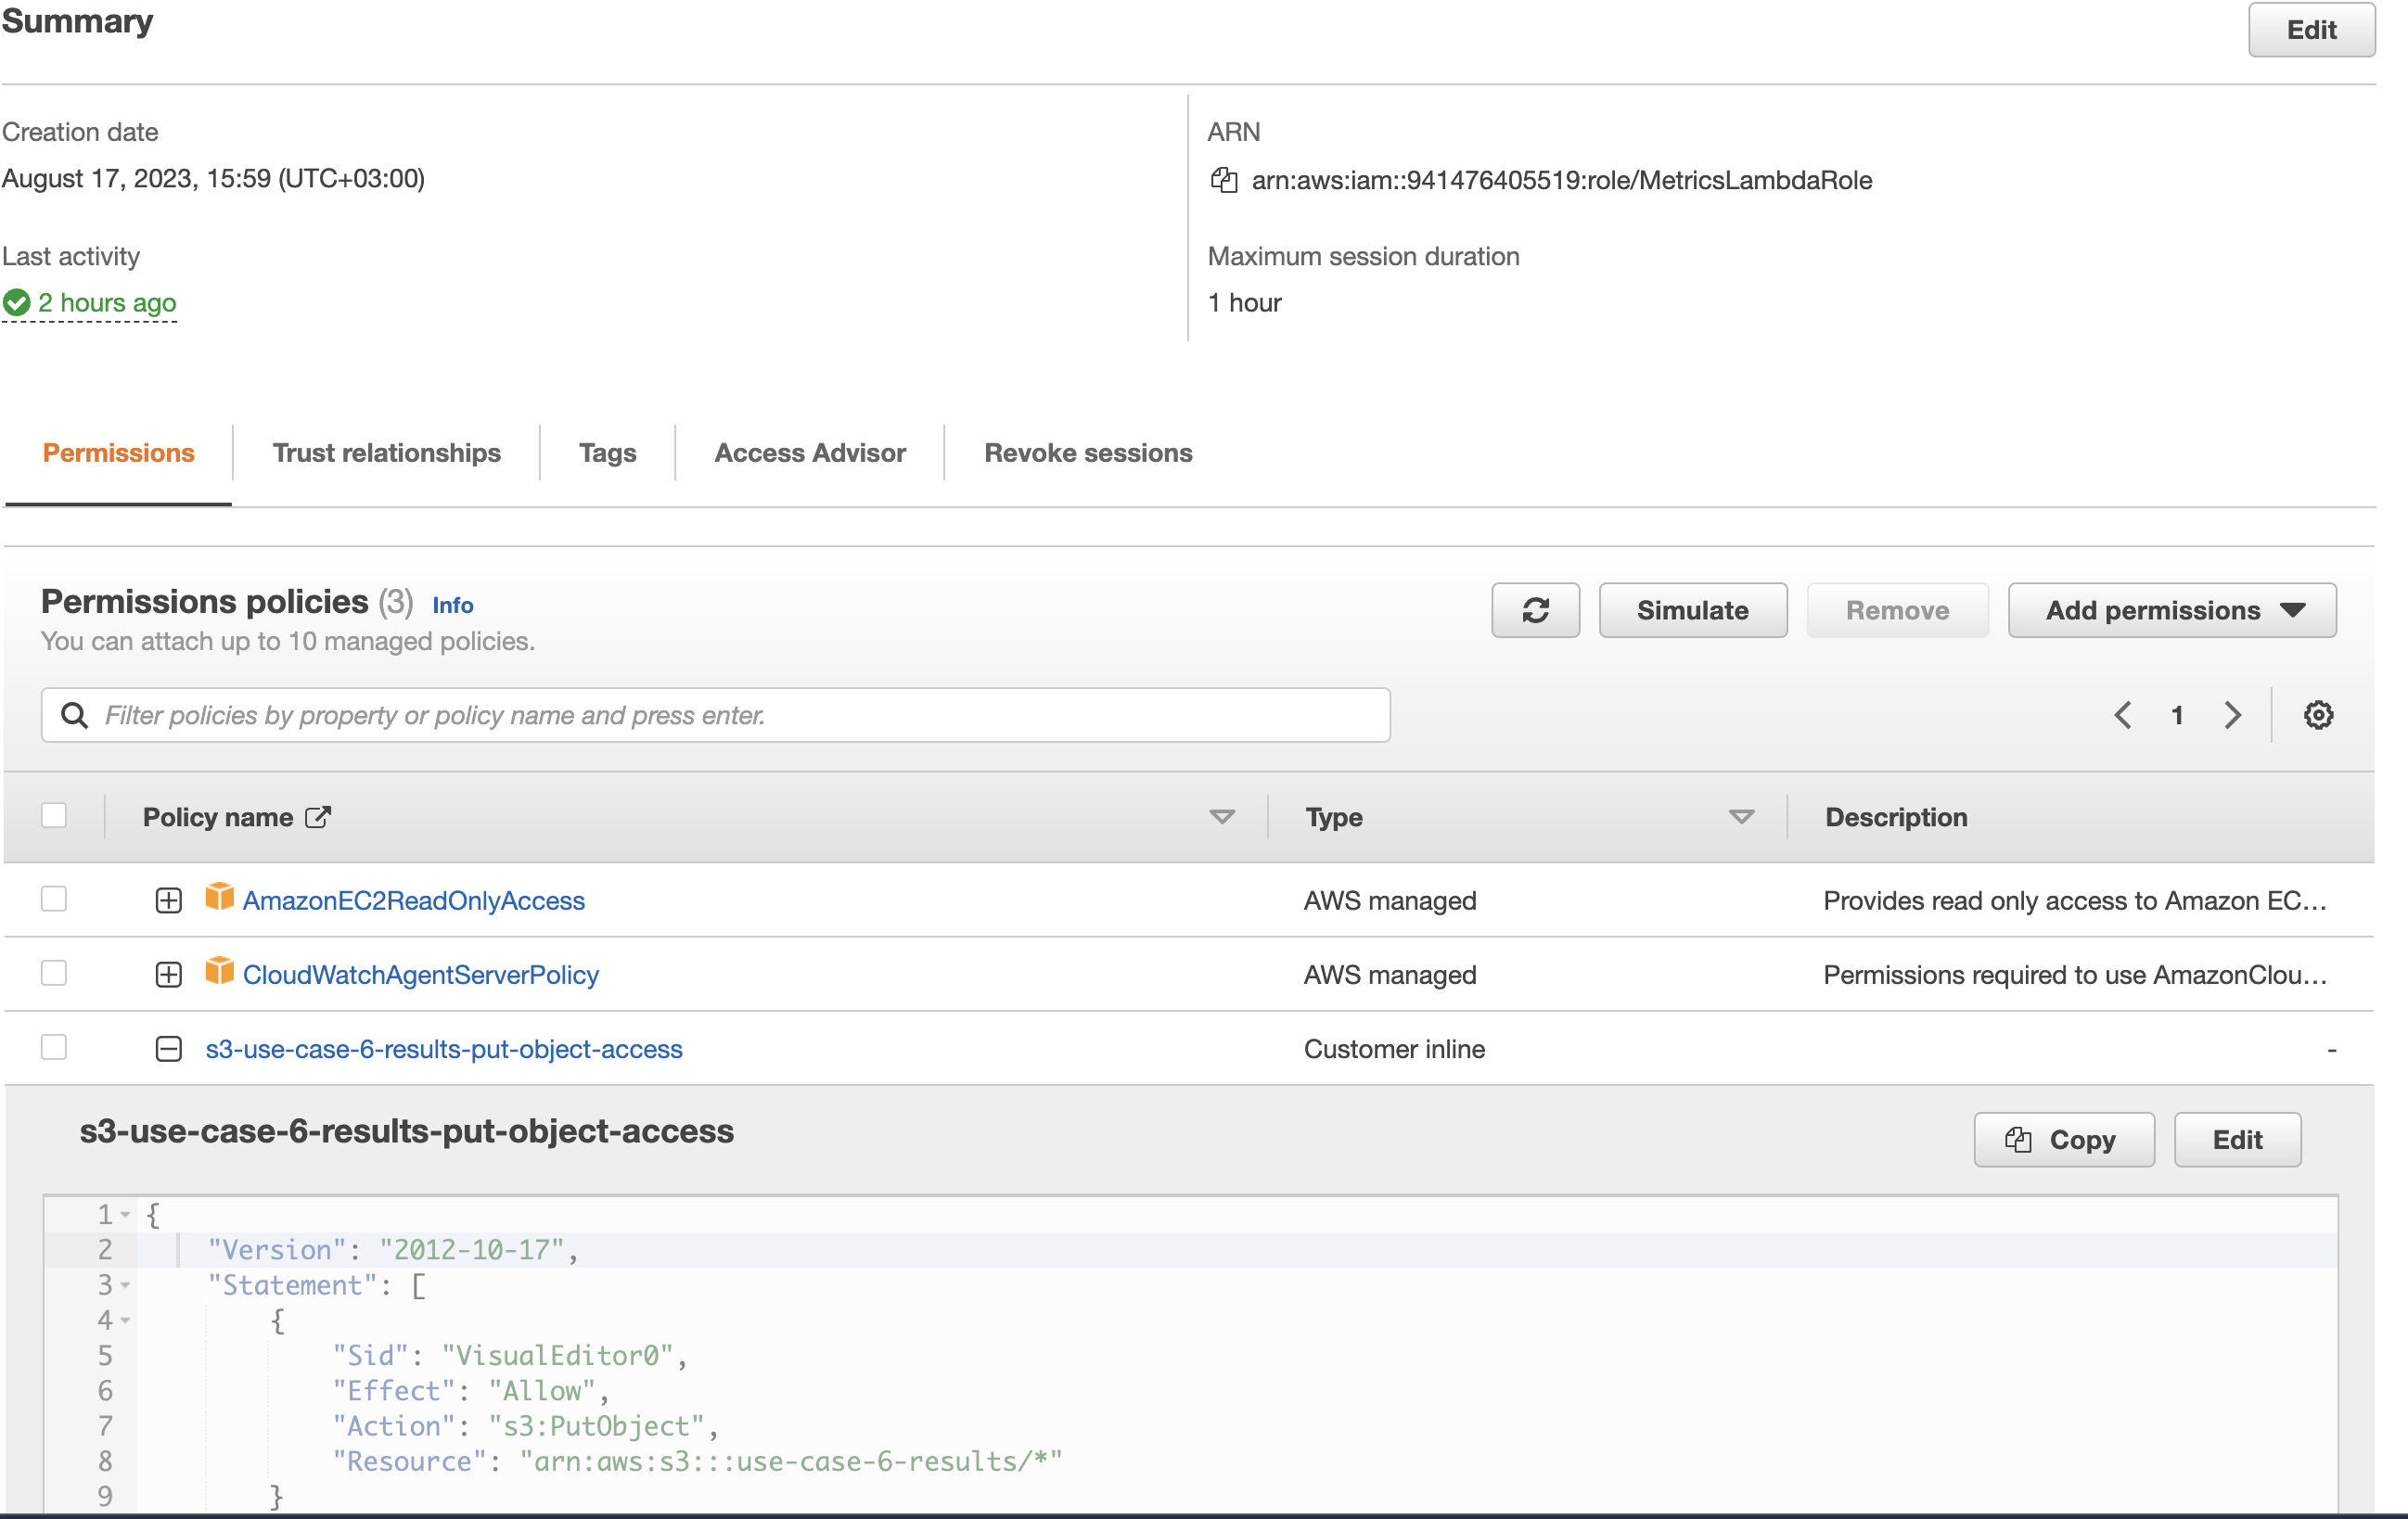 Summary
Edit
Creation date
August 17, 2023, 15:59 (UTC+03:00)
ARN
arn:aws:iam::941476405519:role/MetricsLambdaRole
Last activity
2 hours ago
Maximum session duration
1 hour
Permissions
Trust relationships
Tags
Access Advisor
Revoke sessions
Permissions policies (3) Info
You can attach up to 10 managed policies.
Simulate
Remove
Add permissions
Filter policies by property or policy name and press enter.
1
Policy name
Type
Description
AmazonEC2ReadOnlyAccess
AWS managed
Provides read only access to Amazon EC...
CloudWatchAgentServerPolicy
AWS managed
Permissions required to use AmazonClou...
s3-use-case-6-results-put-object-access
Customer inline
-
s3-use-case-6-results-put-object-access
Copy
Edit
1 {
2 "Version": "2012-10-17",
3 "Statement": [
4 {
5 "Sid": "VisualEditor0",
6 "Effect": "Allow",
7 "Action": "s3:PutObject",
8 "Resource": "arn:aws:s3:::use-case-6-results/*"
9 }